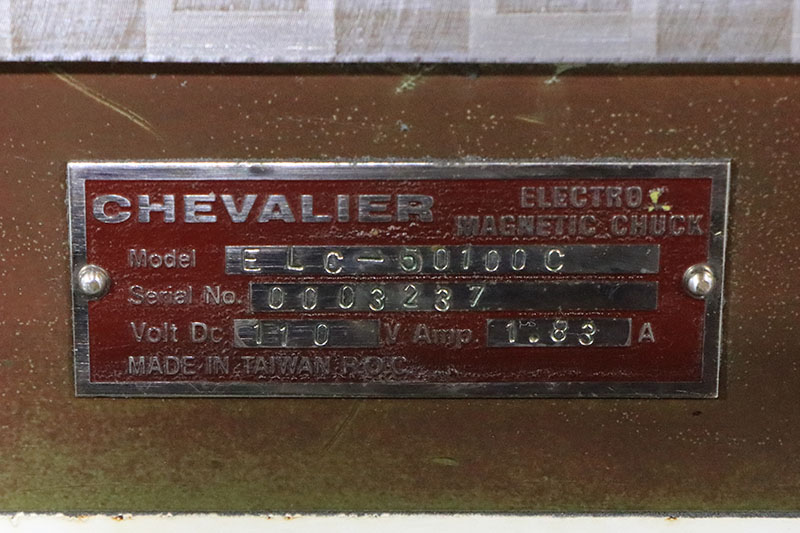 CHEVALIER
ELECTRO
MAGNETIC CHUCK
Model ELC-50100C
Serial No. 0003237
Volt Dc 110 V Amp. 1.83 A
MADE IN TAIWAN R.O.C.